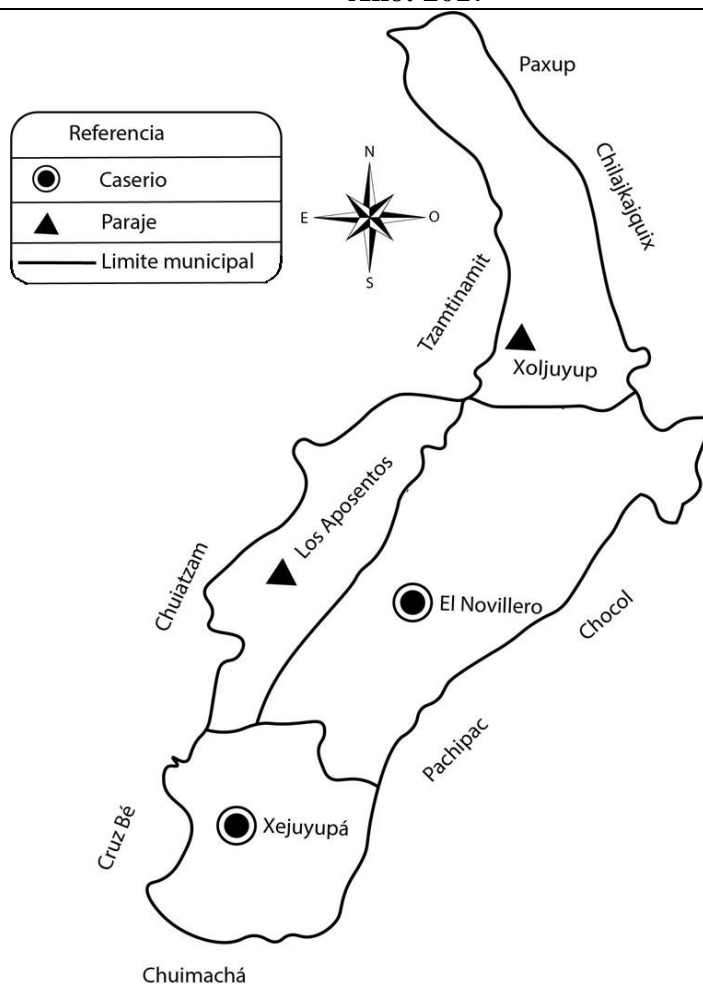 Referencia
Caserio
Paraje
Limite municipal
N
E
O
S
Paxup
Chilajkajquix
Tzamtinamit
Xoljuyup
Los Aposentos
Chuiatzam
El Novillero
Chocol
Pachipac
Xejuyupá
Cruz Bé
Chuimachá